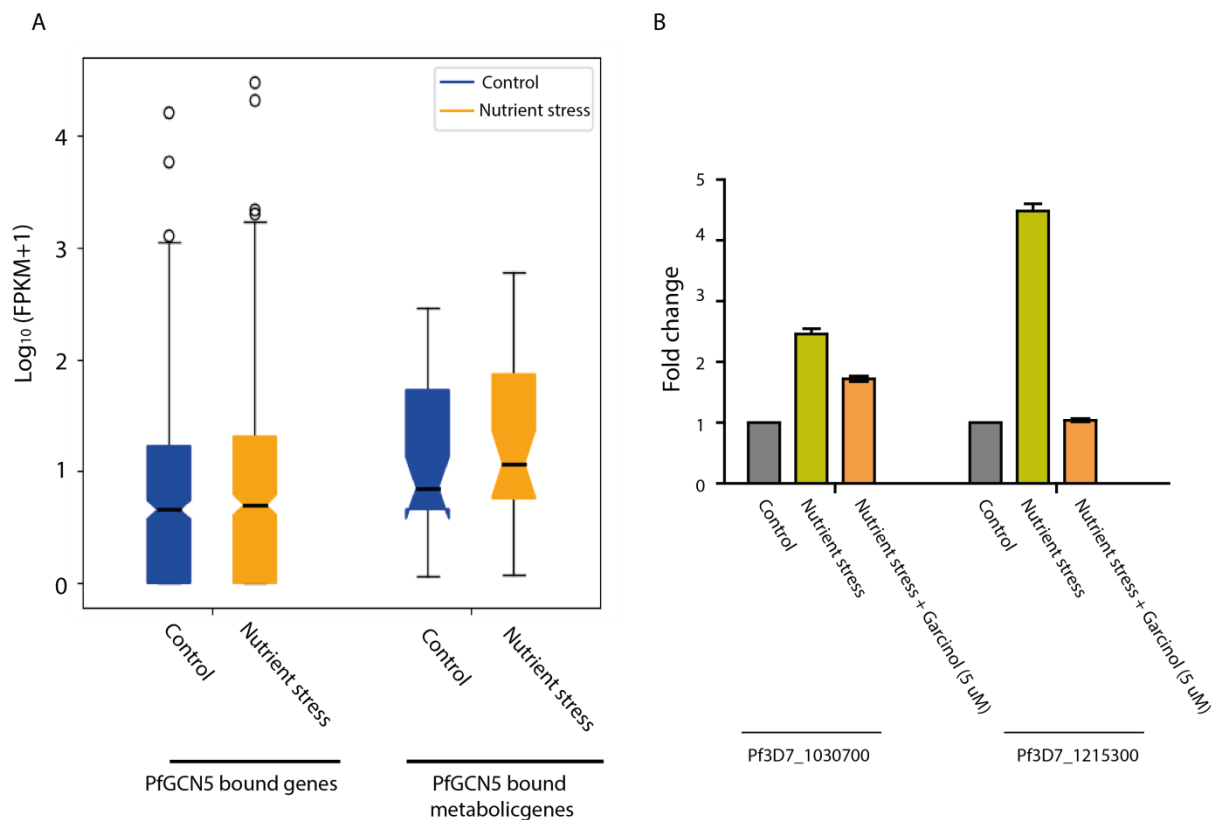 A
Log₁₀ (FPKM+1)
4
3
2
1
0
Control
Nutrient stress
Control
Nutrient stress
Control
Nutrient stress
PfGCN5 bound genes
PfGCN5 bound
metabolicgenes
B
Fold change
5
4
3
2
1
0
Control
Nutrient stress
Nutrient stress + Garcinol (5 uM)
Control
Nutrient stress
Nutrient stress + Garcinol (5 uM)
Pf3D7_1030700
Pf3D7_1215300